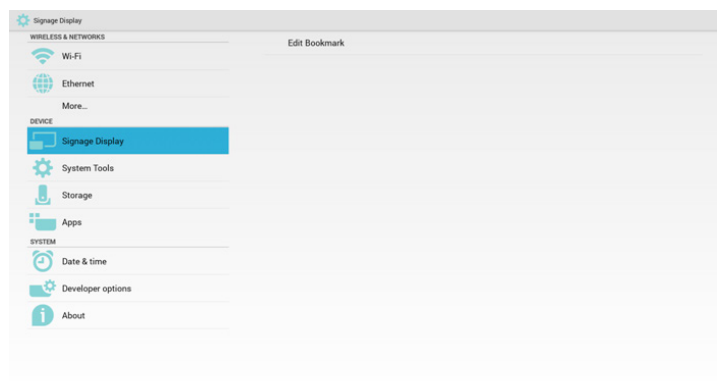 Signage Display
WIRELESS & NETWORKS
Wi-Fi
Ethernet
More...
DEVICE
Signage Display
System Tools
Storage
Apps
SYSTEM
Date & time
Developer options
About
Edit Bookmark